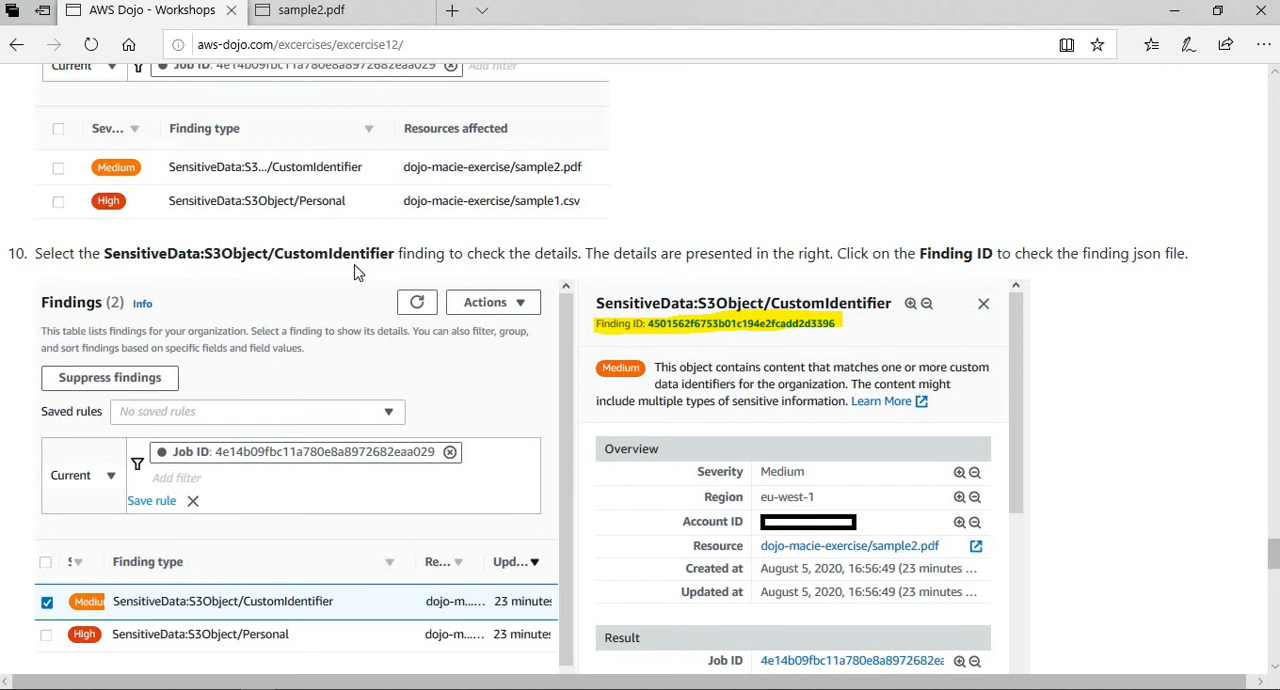 AWS Dojo - Workshops
sample2.pdf
aws-dojo.com/excercises/excercise12/
Current
Job ID: 4e14b09fbc11a780e8a8972682eaa029
Add filter
Sev...
Finding type
Resources affected
Medium
SensitiveData:S3.../CustomIdentifier
dojo-macie-exercise/sample2.pdf
High
SensitiveData:S3Object/Personal
dojo-macie-exercise/sample1.csv
10. Select the SensitiveData:S3Object/CustomIdentifier finding to check the details. The details are presented in the right. Click on the Finding ID to check the finding json file.
Findings (2) Info
Actions
This table lists findings for your organization. Select a finding to show its details. You can also filter, group,
and sort findings based on specific fields and field values.
Suppress findings
Saved rules
No saved rules
Current
Job ID: 4e14b09fbc11a780e8a8972682eaa029
Add filter
Save rule
S
Finding type
Re...
Upd...
Mediu
SensitiveData:S3Object/CustomIdentifier
dojo-m......
23 minutes
High
SensitiveData:S3Object/Personal
dojo-m......
23 minutes
SensitiveData:S3Object/CustomIdentifier
Finding ID: 4501562f6753b01c194e2fcadd2d3396
Medium
This object contains content that matches one or more custom
data identifiers for the organization. The content might
include multiple types of sensitive information. Learn More
Overview
Severity
Medium
Region
eu-west-1
Account ID
Resource
dojo-macie-exercise/sample2.pdf
Created at
August 5, 2020, 16:56:49 (23 minutes ...
Updated at
August 5, 2020, 16:56:49 (23 minutes ...
Result
Job ID
4e14b09fbc11a780e8a8972682ea